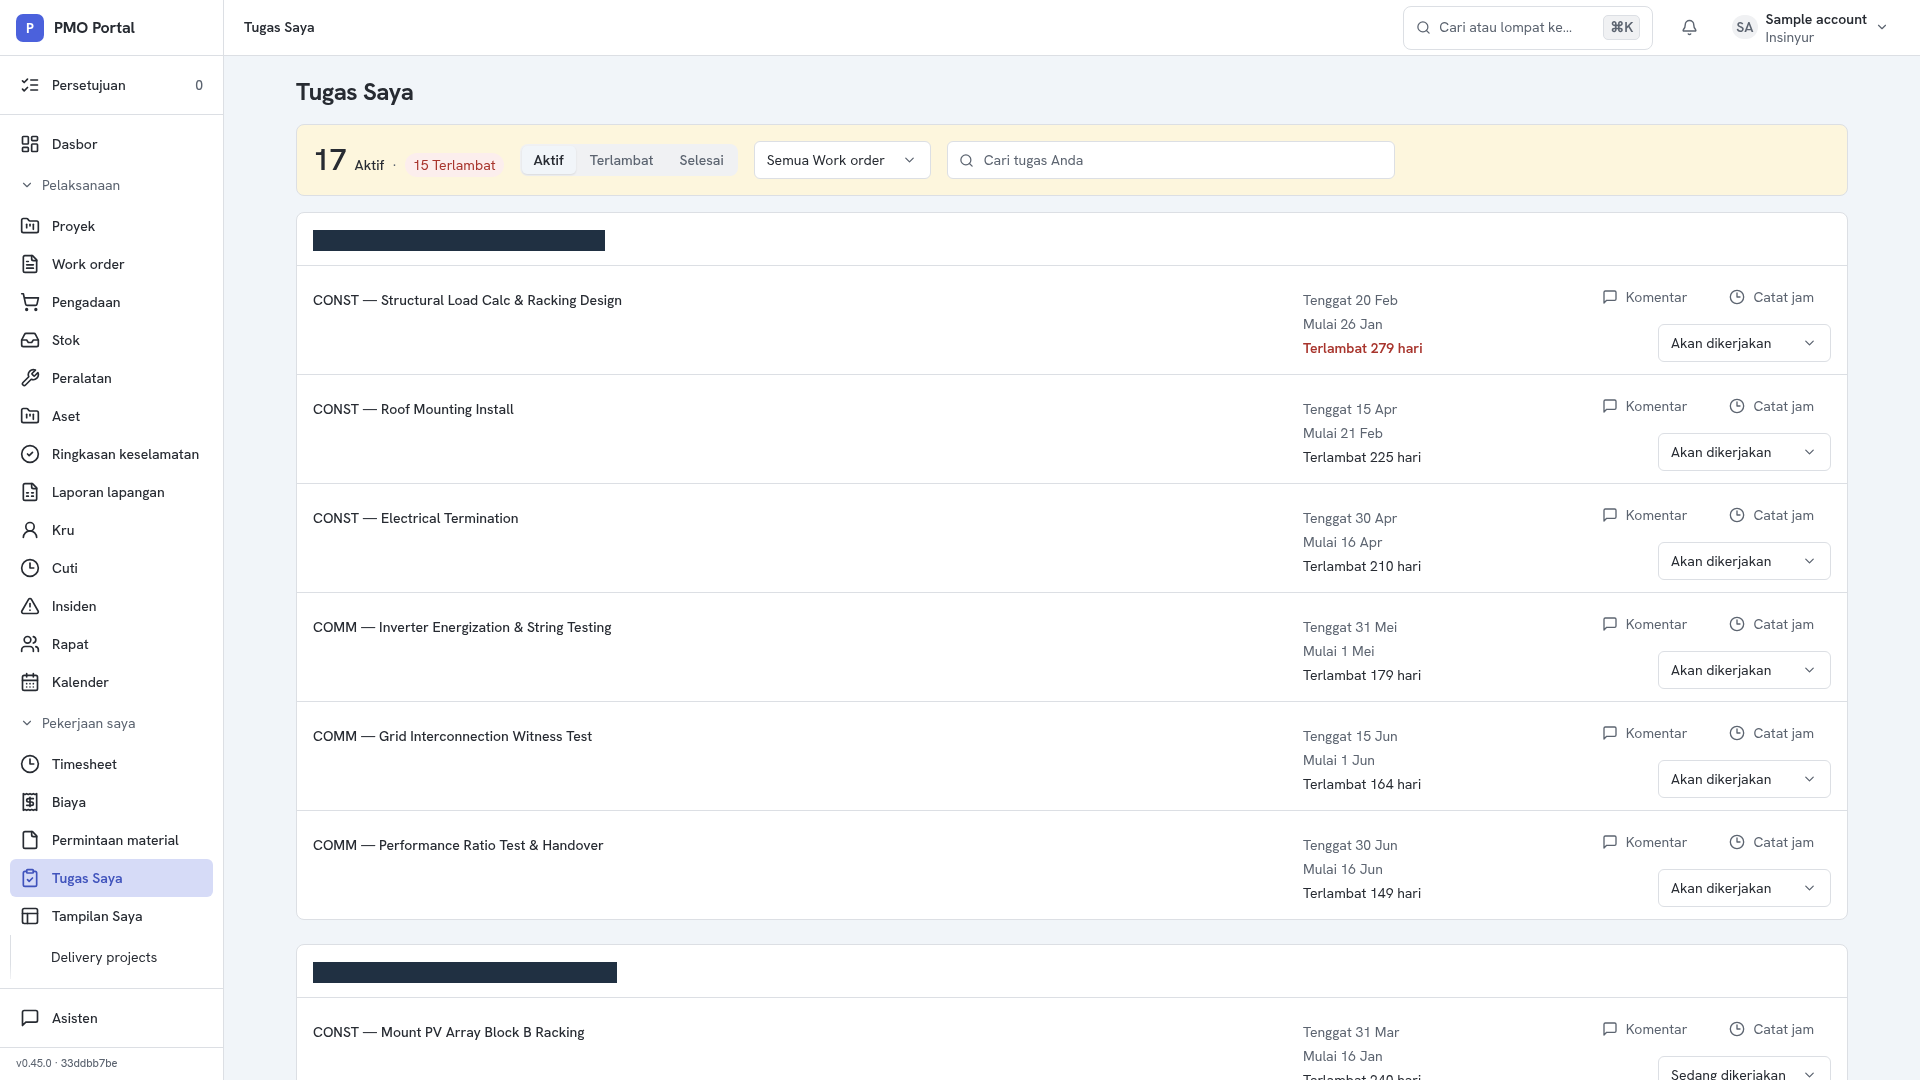 P PMO Portal
Tugas Saya
Cari atau lompat ke...
⌘K
SA
Sample account
Insinyur
Persetujuan 0
Dasbor
Pelaksanaan
Proyek
Work order
Pengadaan
Stok
Peralatan
Aset
Ringkasan keselamatan
Laporan lapangan
Kru
Cuti
Insiden
Rapat
Kalender
Pekerjaan saya
Timesheet
Biaya
Permintaan material
Tugas Saya
Tampilan Saya
Delivery projects
Asisten
v0.45.0 · 33ddbb7be
Tugas Saya
17 Aktif · 15 Terlambat
Aktif Terlambat Selesai
Semua Work order
Cari tugas Anda
CONST — Structural Load Calc & Racking Design
Tenggat 20 Feb
Mulai 26 Jan
Terlambat 279 hari
Komentar
Catat jam
Akan dikerjakan
CONST — Roof Mounting Install
Tenggat 15 Apr
Mulai 21 Feb
Terlambat 225 hari
Komentar
Catat jam
Akan dikerjakan
CONST — Electrical Termination
Tenggat 30 Apr
Mulai 16 Apr
Terlambat 210 hari
Komentar
Catat jam
Akan dikerjakan
COMM — Inverter Energization & String Testing
Tenggat 31 Mei
Mulai 1 Mei
Terlambat 179 hari
Komentar
Catat jam
Akan dikerjakan
COMM — Grid Interconnection Witness Test
Tenggat 15 Jun
Mulai 1 Jun
Terlambat 164 hari
Komentar
Catat jam
Akan dikerjakan
COMM — Performance Ratio Test & Handover
Tenggat 30 Jun
Mulai 16 Jun
Terlambat 149 hari
Komentar
Catat jam
Akan dikerjakan
CONST — Mount PV Array Block B Racking
Tenggat 31 Mar
Mulai 16 Jan
Terlambat 240 hari
Komentar
Catat jam
Sedang dikerjakan